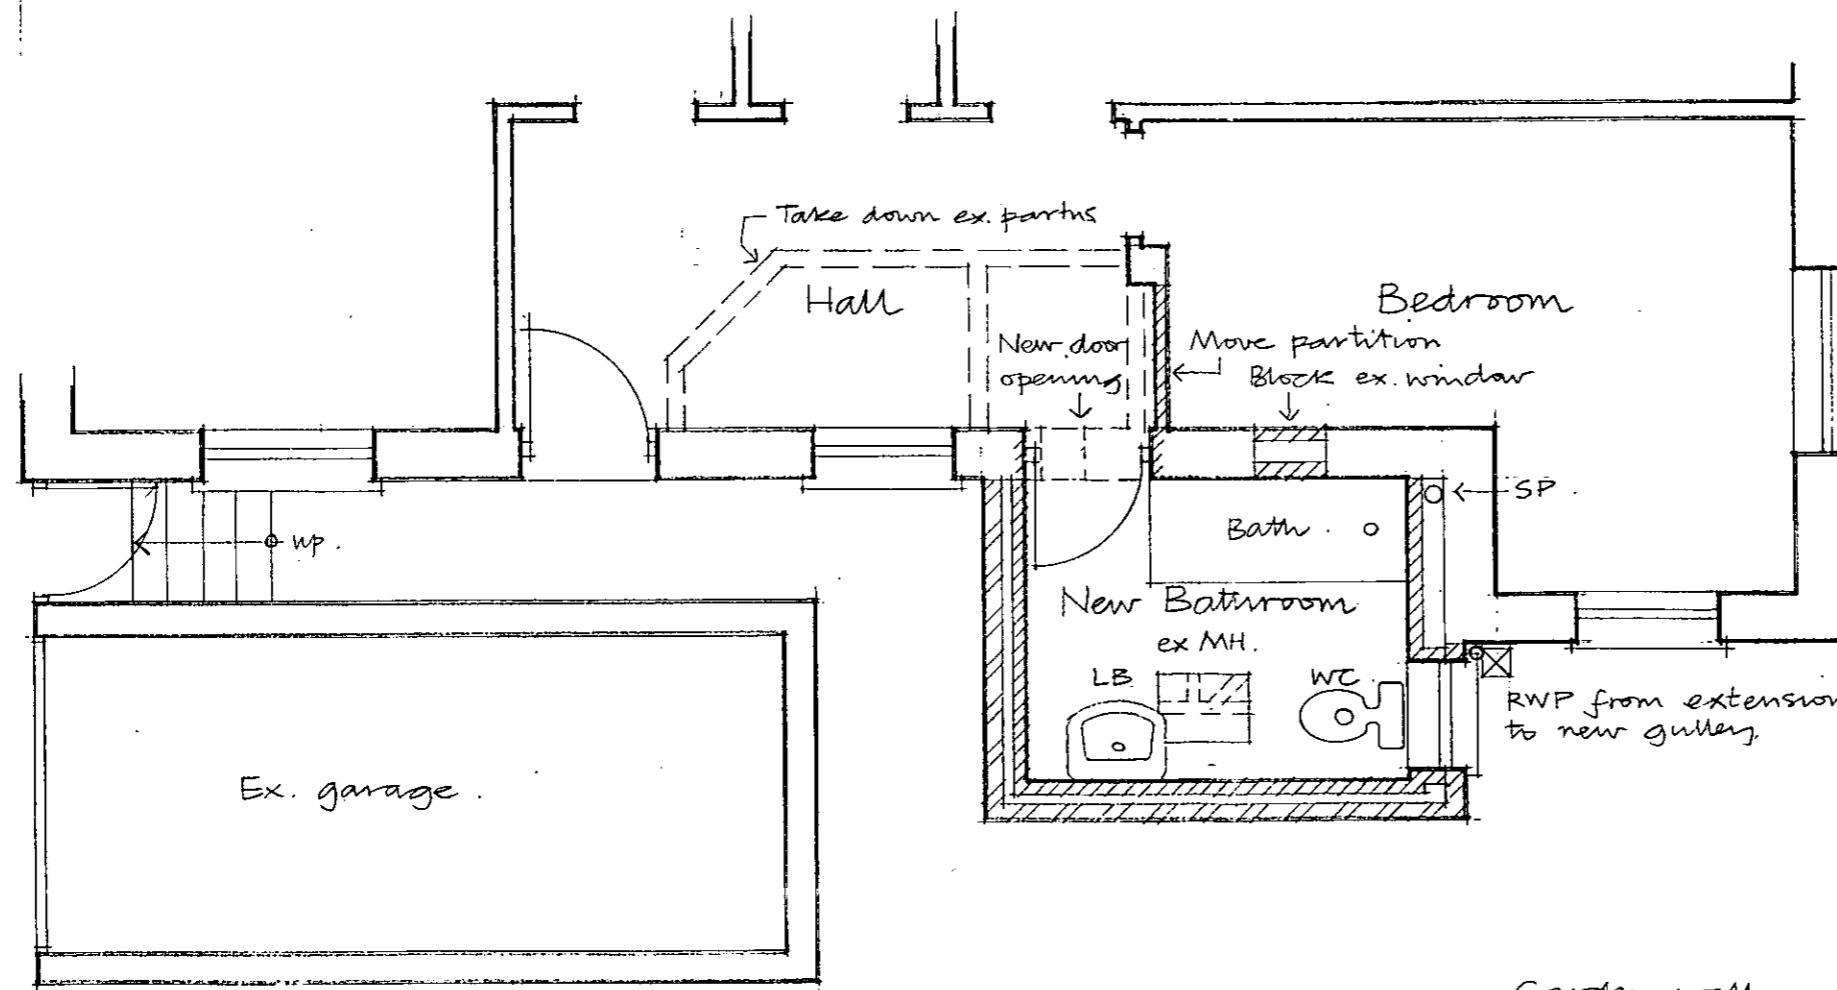 Take down ex. partns
Hall
Bedroom
New door
opening
Move partition
Block ex. window
SP.
up.
Bath.
New Bathroom
ex MH.
LB
WC.
RWP from extension
to new gulley.
Ex. garage.